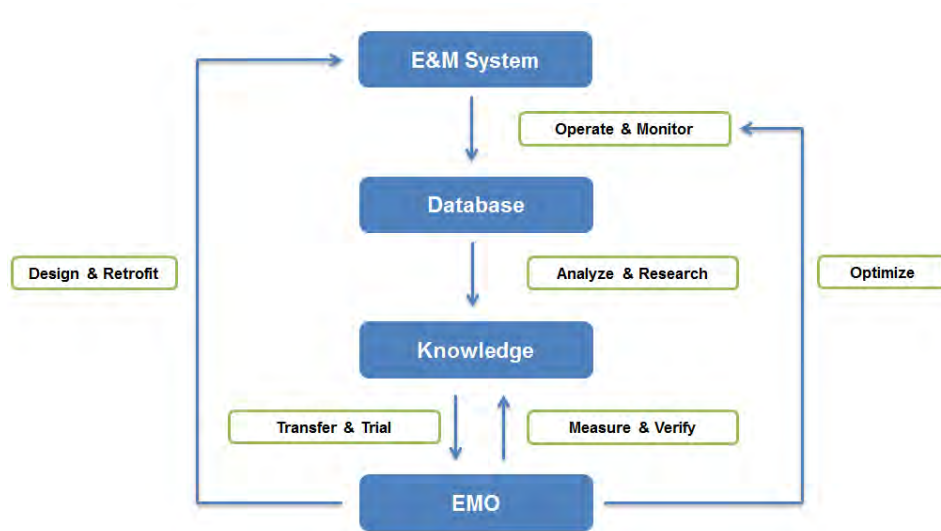 E&M System
Operate & Monitor
Database
Design & Retrofit
Analyze & Research
Optimize
Knowledge
Transfer & Trial
Measure & Verify
EMO